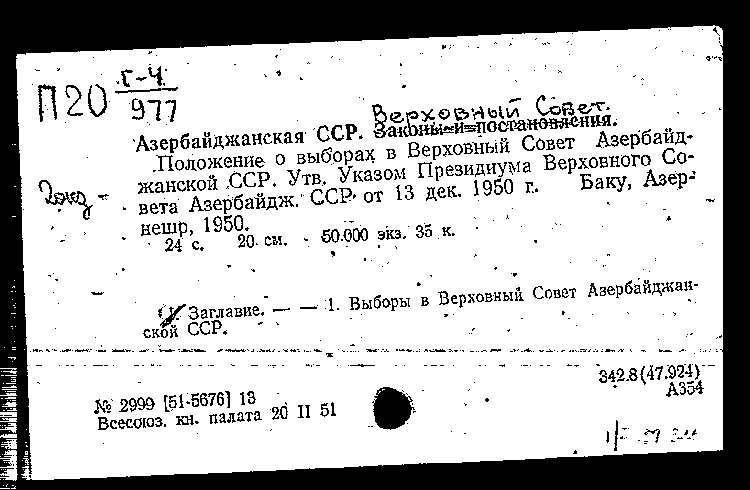 П20 Г-4
977
Верховный Совет.
Азербайджанская ССР. Законы и постановления.
Положение о выборах в Верховный Совет Азербайд-
жанской ССР. Утв. Указом Президиума Верховного Со-
вета Азербайдж. ССР от 13 дек. 1950 г. Баку, Азер-
нешр, 1950.
24 с. 20 см. 50.000 экз. 35 к.
2 экз -
I. Заглавие. — — 1. Выборы в Верховный Совет Азербайджан-
ской ССР.
342.8(47.924)
А354
№ 2999 [51-5676] 13
Всесоюз. кн. палата 20 II 51